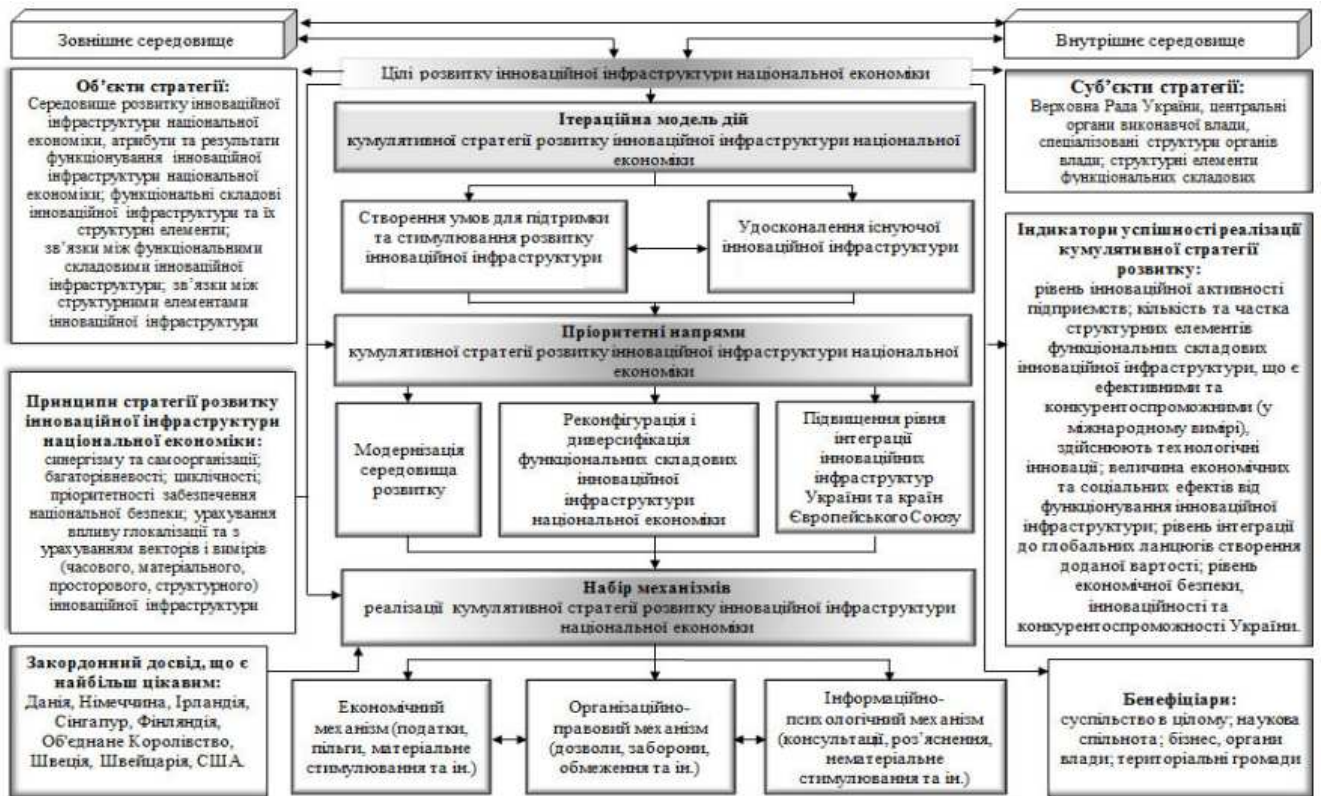 Зовнішнє середовище
Внутрішнє середовище
Цілі розвитку інноваційної інфраструктури національної економіки
Об’єкти стратегії:
Середовище розвитку інноваційної
інфраструктури національної
економіки, атрибути та результати
функціонування інноваційної
інфраструктури національної
економіки; функціональні складові
інноваційної інфраструктури та їх
структурні елементи;
зв’язки між функціональними
складовими інноваційної
інфраструктури; зв’язки між
структурними елементами
інноваційної інфраструктури
Принципи стратегії розвитку
інноваційної інфраструктури
національної економіки:
синергізму та самоорганізації;
багаторівневості; циклічності;
пріоритетності забезпечення
національної безпеки; урахування
впливу глокалізації та з
урахуванням векторів і вимірів
(часового, матеріального,
просторового, структурного)
інноваційної інфраструктури
Закордонний досвід, що є
найбільш цікавим:
Данія, Німеччина, Ірландія,
Сінгапур, Фінляндія,
Об'єднане Королівство,
Швеція, Швейцарія, США.
Ітераційна модель дій
кумулятивної стратегії розвитку інноваційної інфраструктури національної
економіки
Створення умов для підтримки
та стимулювання розвитку
інноваційної інфраструктури
Удосконалення існуючої
інноваційної інфраструктури
Пріоритетні напрями
кумулятивної стратегії розвитку інноваційної інфраструктури національної
економіки
Модернізація
середовища
розвитку
Реконфігурація і
диверсифікація
функціональних складових
інноваційної
інфраструктури
національної економіки
Підвищення рівня
інтеграції
інноваційних
інфраструктур
України та країн
Європейського Союзу
Набір механізмів
реалізації кумулятивної стратегії розвитку інноваційної інфраструктури
національної економіки
Економічний
механізм (податки,
пільги, матеріальне
стимулювання та ін.)
Організаційно-
правовий механізм
(дозволи, заборони,
обмеження та ін.)
Інформаційно-
психологічний механізм
(консультації, роз’яснення,
нематеріальне
стимулювання та ін.)
Суб’єкти стратегії:
Верховна Рада України, центральні
органи виконавчої влади,
спеціалізовані структури органів
влади; структурні елементи
функціональних складових
Індикатори успішності реалізації
кумулятивної стратегії
розвитку:
рівень інноваційної активності
підприємств; кількість та частка
структурних елементів
функціональних складових
інноваційної інфраструктури, що є
ефективними та
конкурентоспроможними (у
міжнародному вимірі),
здійснюють технологічні
інновації; величина економічних
та соціальних ефектів від
функціонування інноваційної
інфраструктури; рівень інтеграції
до глобальних ланцюгів створення
доданої вартості; рівень
економічної безпеки,
інноваційності та
конкурентоспроможності України.
Бенефіціари:
суспільство в цілому; наукова
спільнота; бізнес, органи
влади; територіальні громади